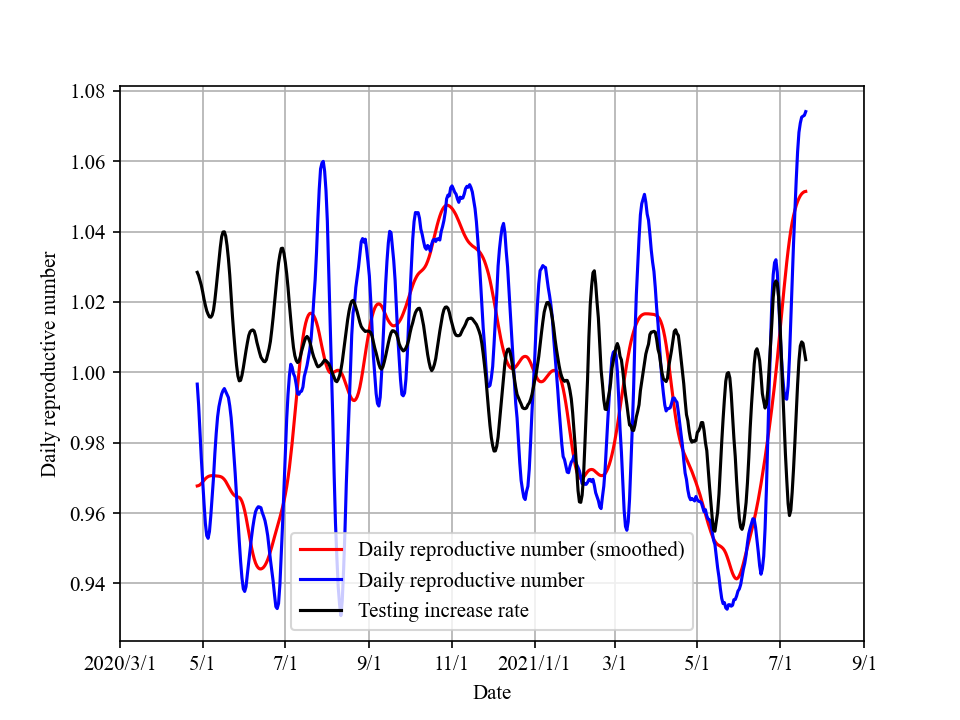 1.08
1.06
1.04
1.02
1.00
0.98
0.96
0.94
Daily reproductive number
Daily reproductive number (smoothed)
Daily reproductive number
Testing increase rate
2020/3/1 5/1 7/1 9/1 11/1 2021/1/1 3/1 5/1 7/1 9/1
Date